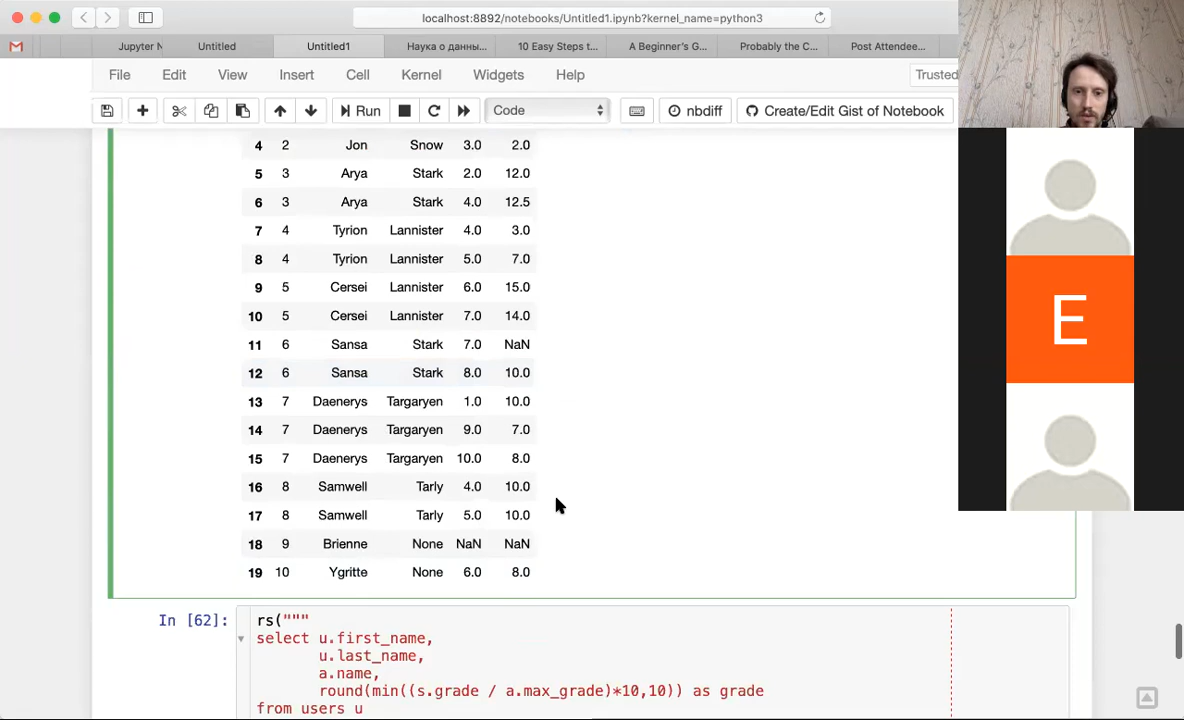 localhost:8892/notebooks/Untitled1.ipynb?kernel_name=python3
Jupyter N Untitled Untitled1 Наука о данны... 10 Easy Steps t... A Beginner's G... Probably the C... Post Attendee...
File Edit View Insert Cell Kernel Widgets Help Trusted
Run Code nbdiff Create/Edit Gist of Notebook
4 2 Jon Snow 3.0 2.0
5 3 Arya Stark 2.0 12.0
6 3 Arya Stark 4.0 12.5
7 4 Tyrion Lannister 4.0 3.0
8 4 Tyrion Lannister 5.0 7.0
9 5 Cersei Lannister 6.0 15.0
10 5 Cersei Lannister 7.0 14.0
11 6 Sansa Stark 7.0 NaN
12 6 Sansa Stark 8.0 10.0
13 7 Daenerys Targaryen 1.0 10.0
14 7 Daenerys Targaryen 9.0 7.0
15 7 Daenerys Targaryen 10.0 8.0
16 8 Samwell Tarly 4.0 10.0
17 8 Samwell Tarly 5.0 10.0
18 9 Brienne None NaN NaN
19 10 Ygritte None 6.0 8.0
E
In [62]: rs("""
select u.first_name,
u.last_name,
a.name,
round(min((s.grade / a.max_grade)*10,10)) as grade
from users u